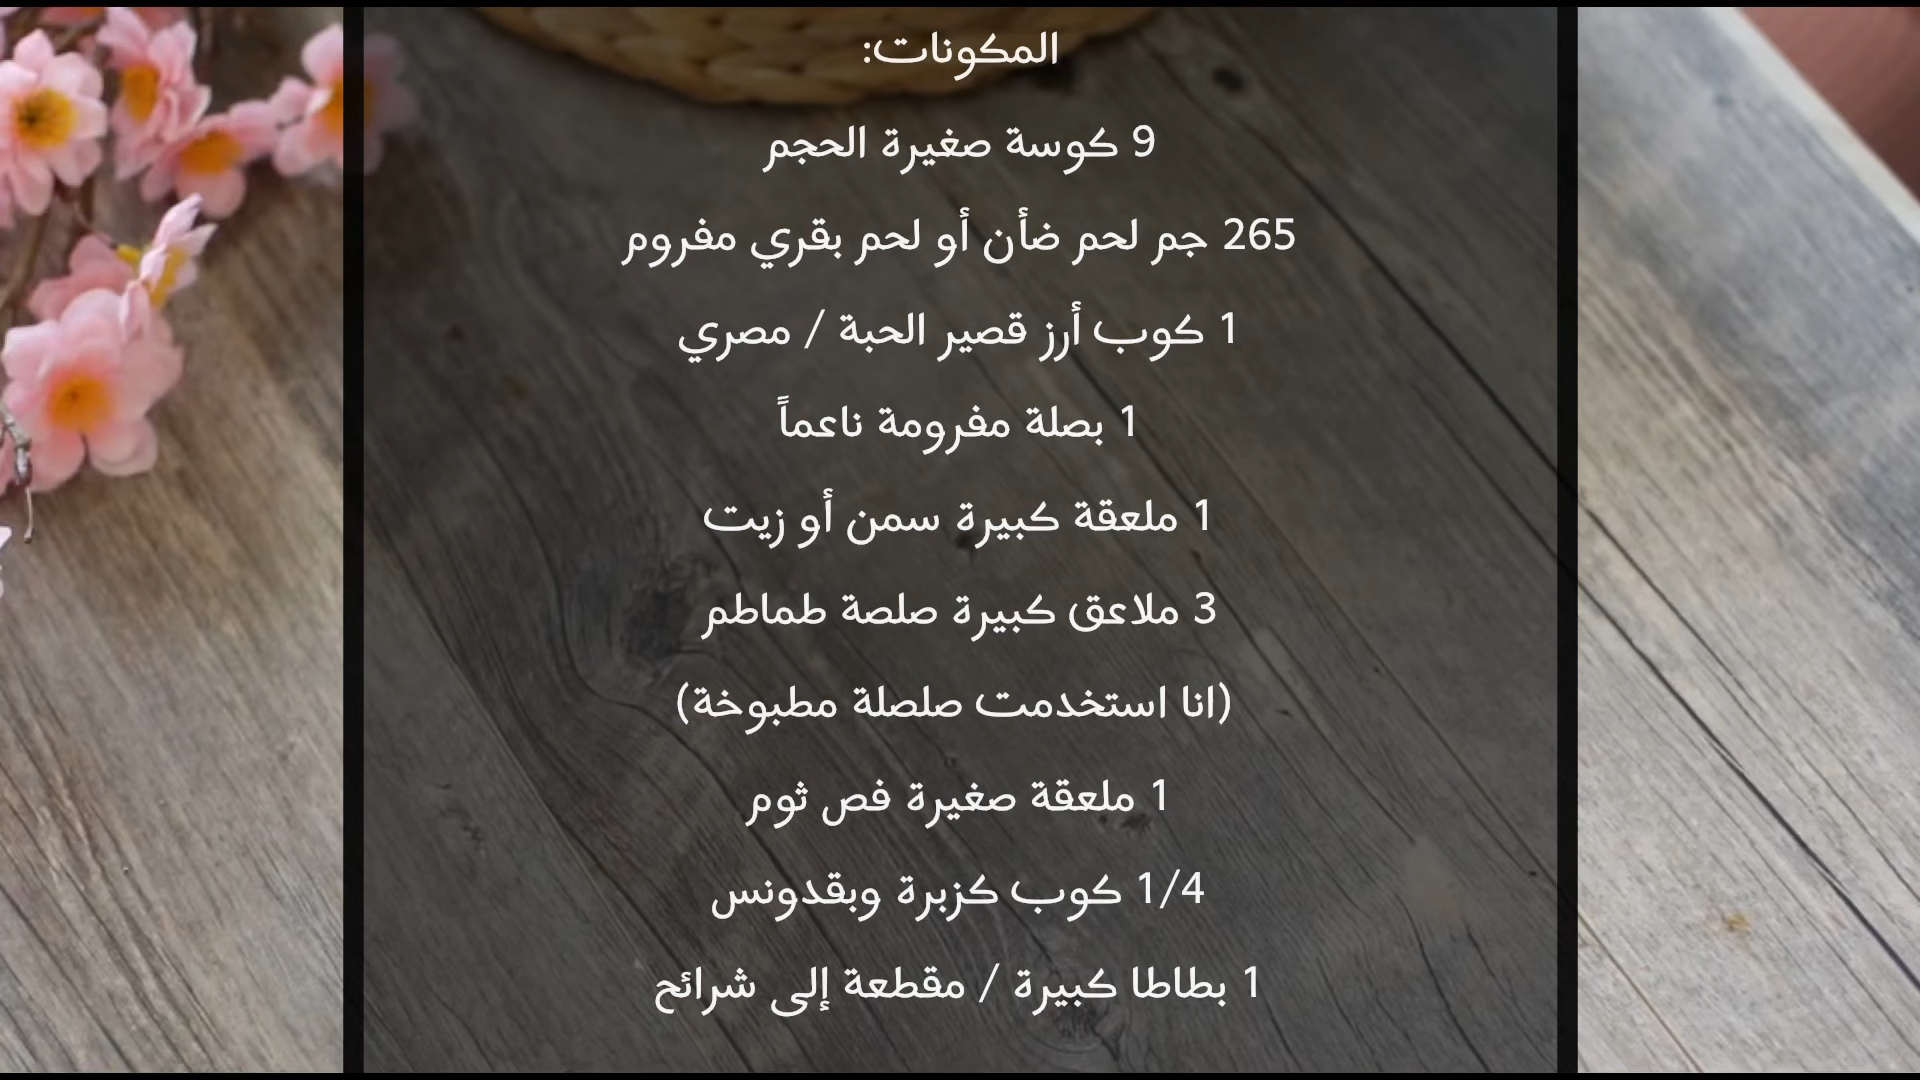 المكونات:
9 كوسة صغيرة الحجم
265 جم لحم ضأن أو لحم بقري مفروم
1 كوب أرز قصير الحبة / مصري
1 بصلة مفرومة ناعماً
1 ملعقة كبيرة سمن أو زيت
3 ملاعق كبيرة صلصة طماطم
(انا استخدمت صلصلة مطبوخة)
1 ملعقة صغيرة فص ثوم
1/4 كوب كزبرة وبقدونس
1 بطاطا كبيرة / مقطعة إلى شرائح